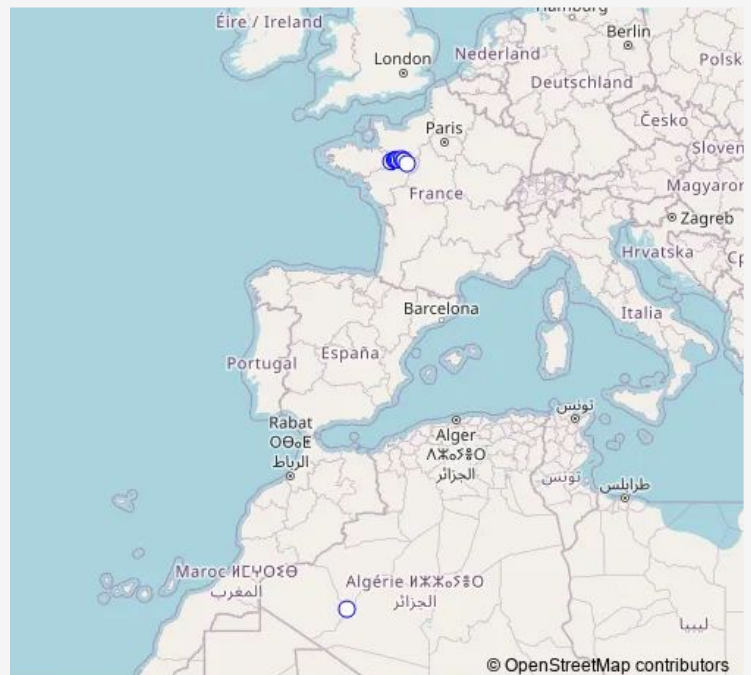 Éire / Ireland
London
Nederland
Berlin
Deutschland
Polsk
Česko
Paris
Sloven
France
Magyaror
Zagreb
Hrvatska
Barcelona
Italia
Portugal
España
تونس
Rabat
ⵔⴱⴰⵟ
الرباط
Alger
ⴷⵣⴰⵢⴻⵔ
الجزائر
تونس
طرابلس
Maroc ⵍⵎⵖⵔⵉⴱ
المغرب
Algérie ⵍⵣⵣⴰⵢⴻⵔ
الجزائر
ليبيا
© OpenStreetMap contributors